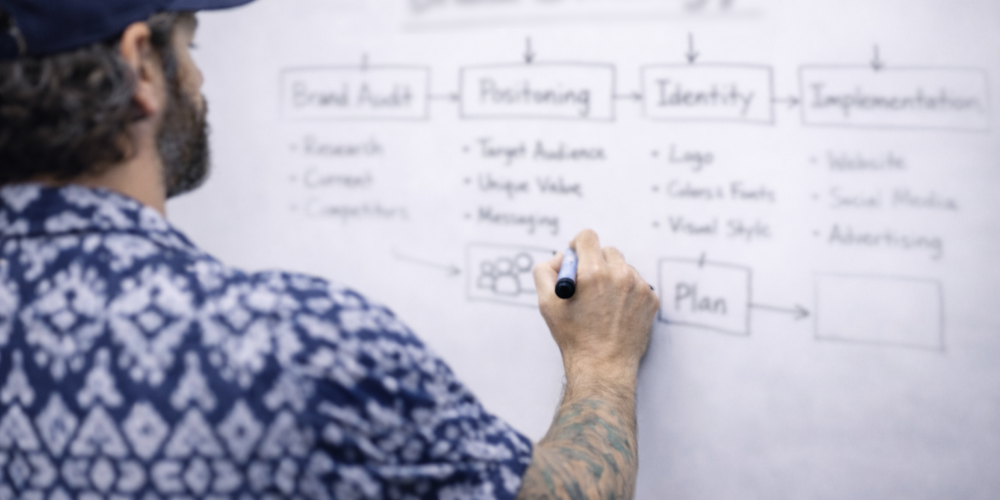 Brand Audit
Positoning
Identity
Implementation
• Research
• Current
• Competitors
• Target Audience
• Unique Value
• Messaging
• Logo
• Colors & Fonts
• Visual Style
• Website
• Social Media
• Advertising
Plan